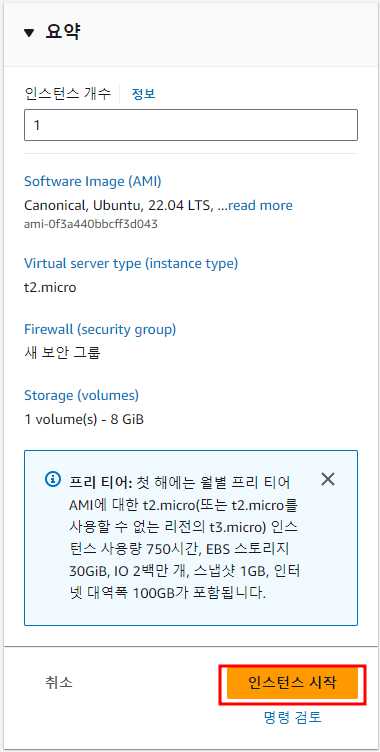 ▼ 요약
인스턴스 개수 정보
1
Software Image (AMI)
Canonical, Ubuntu, 22.04 LTS, ...read more
ami-0f3a440bbcff3d043
Virtual server type (instance type)
t2.micro
Firewall (security group)
새 보안 그룹
Storage (volumes)
1 volume(s) - 8 GiB
프리 티어: 첫 해에는 월별 프리 티어
AMI에 대한 t2.micro(또는 t2.micro를
사용할 수 없는 리전의 t3.micro) 인스
턴스 사용량 750시간, EBS 스토리지
30GiB, IO 2백만 개, 스냅샷 1GB, 인터
넷 대역폭 100GB가 포함됩니다.
취소
인스턴스 시작
명령 검토